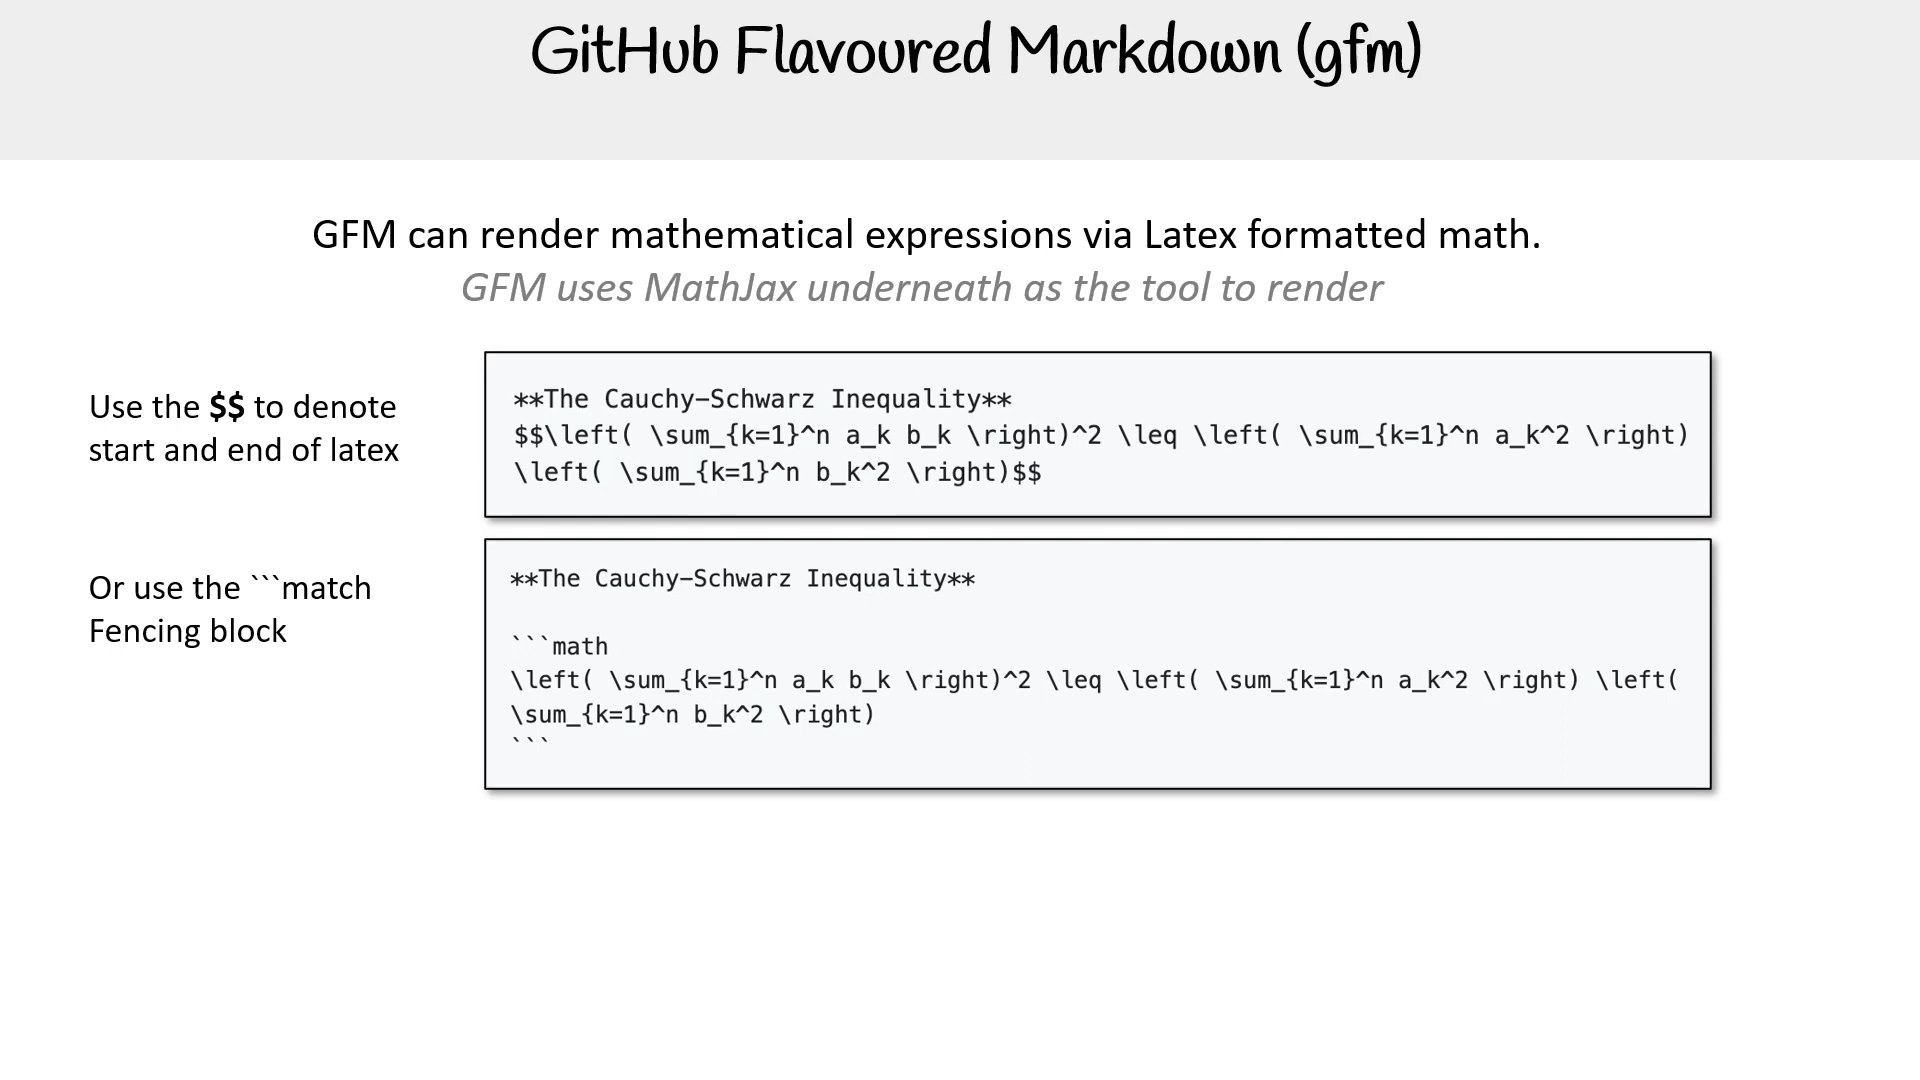 GitHub Flavoured Markdown (gfm)
GFM can render mathematical expressions via Latex formatted math.
GFM uses MathJax underneath as the tool to render
Use the $$ to denote
start and end of latex
**The Cauchy-Schwarz Inequality**
$$\left( \sum_{k=1}^n a_k b_k \right)^2 \leq \left( \sum_{k=1}^n a_k^2 \right)
\left( \sum_{k=1}^n b_k^2 \right)$$
Or use the ```match
Fencing block
**The Cauchy-Schwarz Inequality**
```math
\left( \sum_{k=1}^n a_k b_k \right)^2 \leq \left( \sum_{k=1}^n a_k^2 \right) \left(
\sum_{k=1}^n b_k^2 \right)
```